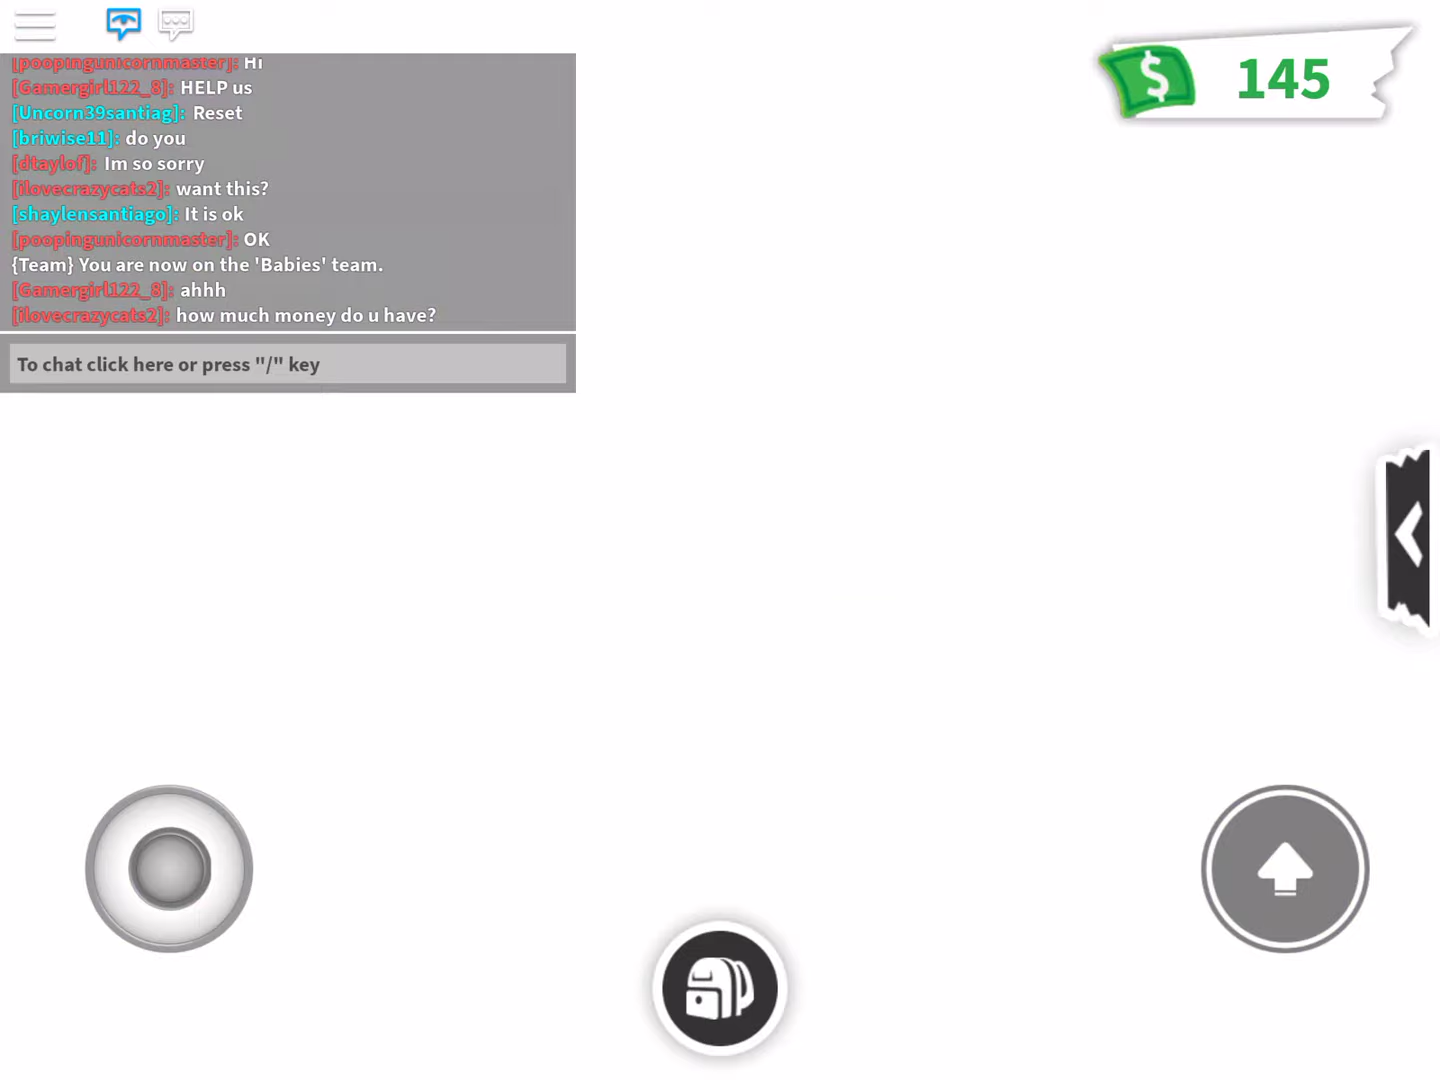 [poopingunicornmaster]: Hi
[Gamergirl122_8]: HELP us
[Uncorn39santiag]: Reset
[briwise11]: do you
[dtaylof]: Im so sorry
[ilovecrazycats2]: want this?
[shaylensantiago]: It is ok
[poopingunicornmaster]: OK
{Team} You are now on the 'Babies' team.
[Gamergirl122_8]: ahhh
[ilovecrazycats2]: how much money do u have?
To chat click here or press "/" key
$ 145